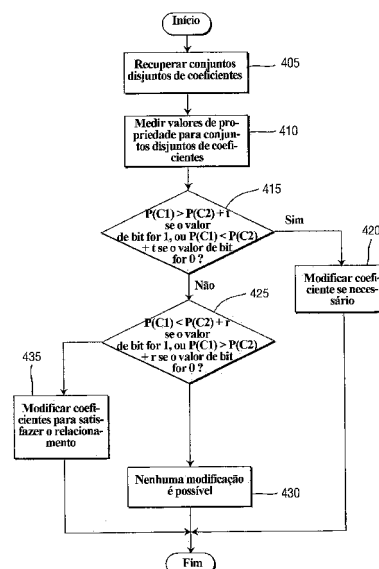 Início
Recuperar conjuntos
disjuntos de coeficientes
405
Medir valores de pro-
priedade para conjun-
tos disjuntos de coefi-
cientes
410
415
P(C1) > P(C2) + t
se o valor
de bit for 1, ou P(C1) < P(C2)
+ t se o valor de bit
for 0 ?
Sim
420
Modificar coefi-
ciente se neces-
sário
Não
425
P(C1) < P(C2) + r
se o valor
de bit for 1, ou P(C1) > P(C2)
+ r se o valor de bit
for 0 ?
435
Modificar coefi-
cientes para satis-
fazer o relaciona-
mento
Nenhuma modificação
é possível
430
Fim